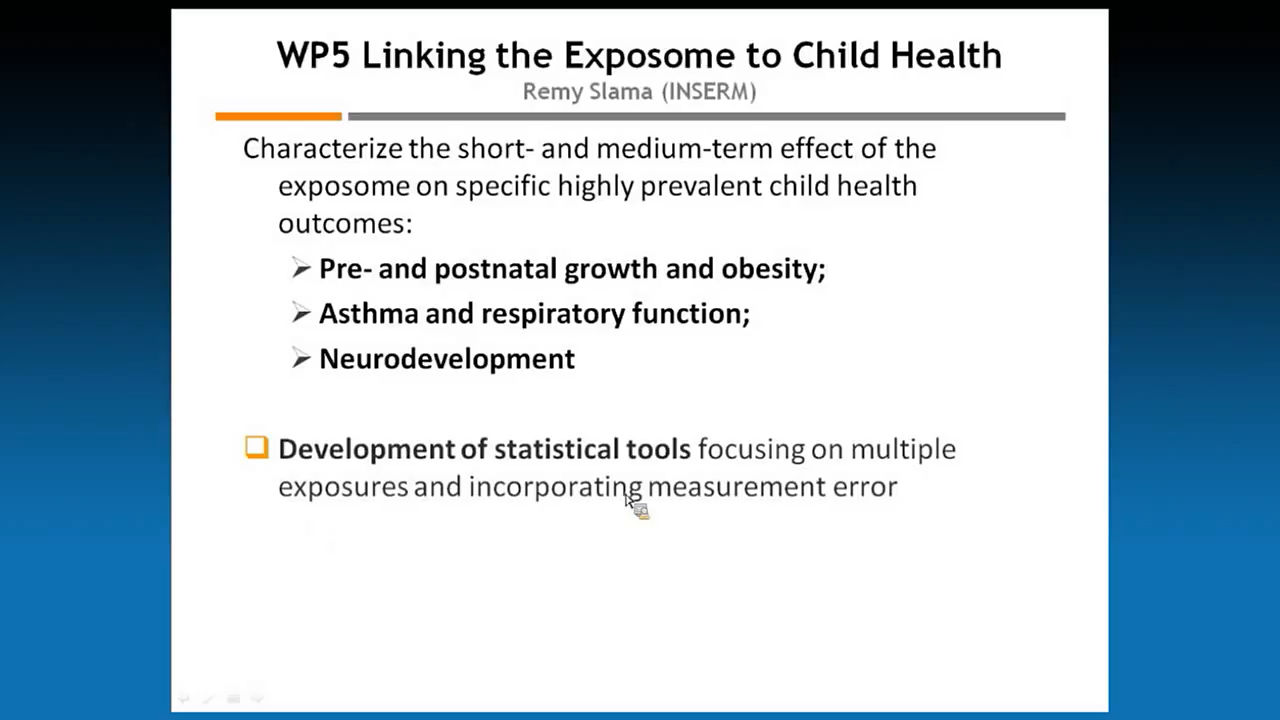 WP5 Linking the Exposome to Child Health
Remy Slama (INSERM)
Characterize the short- and medium-term effect of the
exposome on specific highly prevalent child health
outcomes:
Pre- and postnatal growth and obesity;
Asthma and respiratory function;
Neurodevelopment
Development of statistical tools focusing on multiple
exposures and incorporating measurement error